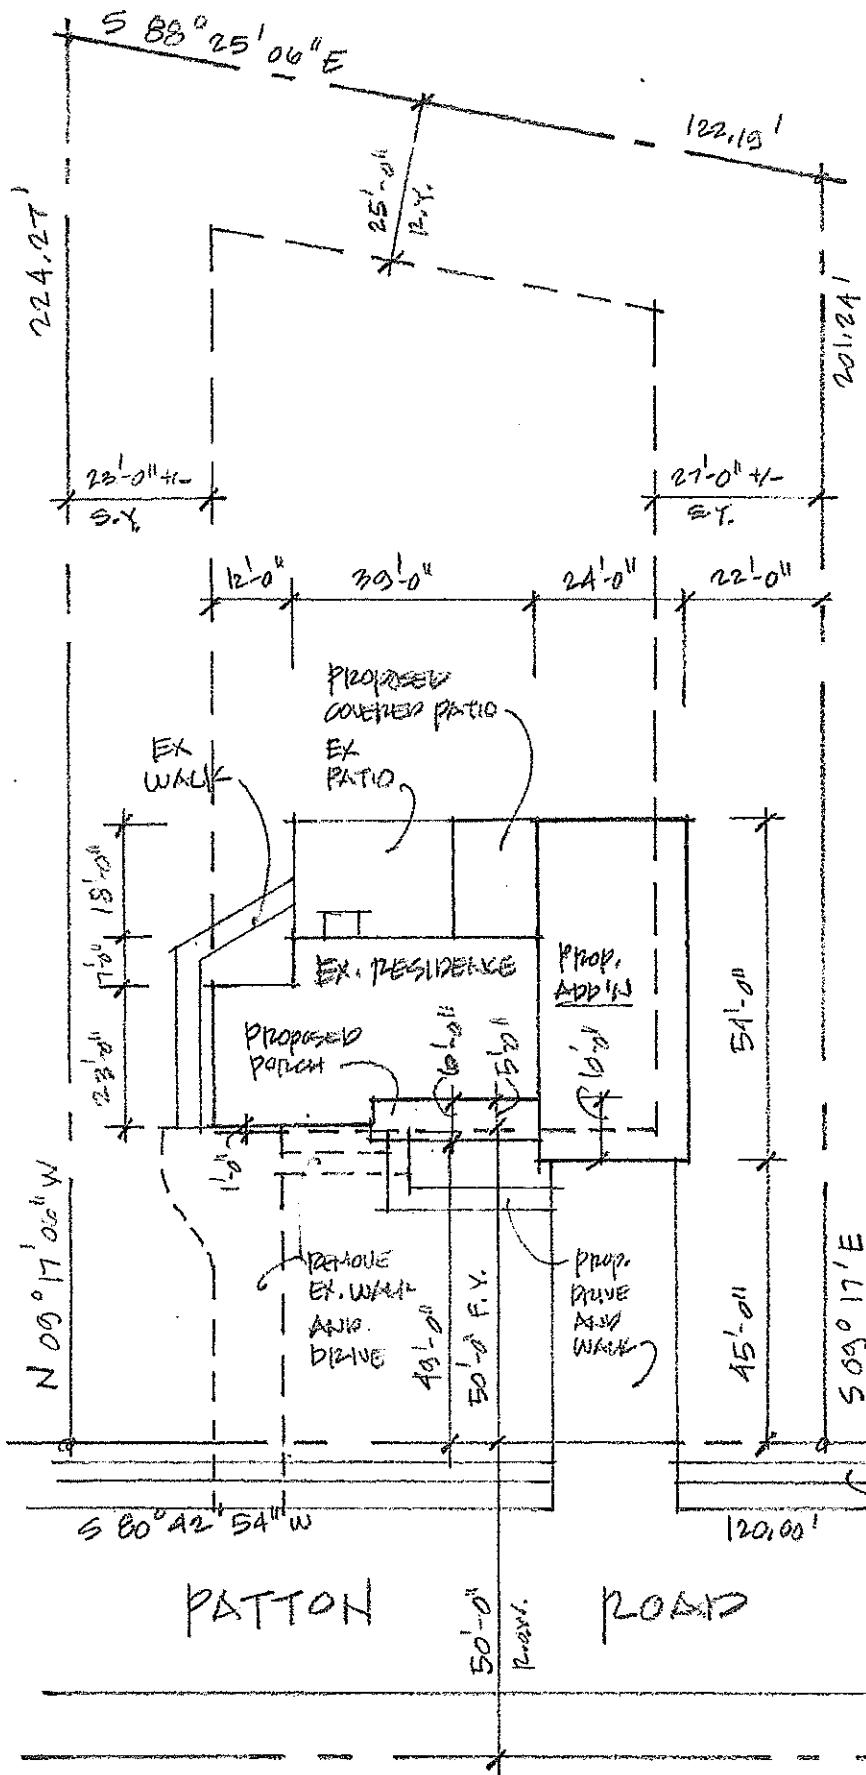 S 88° 25' 06" E
122.19'
224.27'
25'-0"
R.Y.
201.24'
23'-0" +/-
S.Y.
27'-0" +/-
S.Y.
12'-0"
39'-0"
24'-0"
22'-0"
PROPOSED
COVERED PATIO
EX
PATIO
EX
WALK
18'-0"
7'-0"
23'-0"
EX. RESIDENCE
PROP.
ADD'N
54'-0"
PROPOSED
PORCH
6'-0"
5'-0"
10'-0"
1'-0"
N 09° 17' 06" W
REMOVE
EX. WALK
AND
DRIVE
49'-0"
50'-0" F.Y.
PROP.
DRIVE
AND
WALK
45'-0"
S 09° 17' E
S 80° 42' 54" W
120.00'
PATTON ROAD
50'-0"
R.O.W.